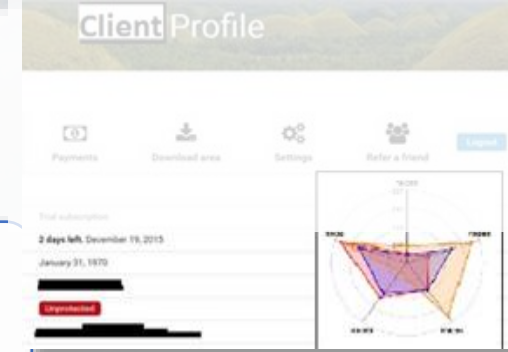 Client Profile
Payments Download area Settings Refer a friend Logout
Trial subscription
2 days left, December 19, 2015
January 31, 1970
Unprotected